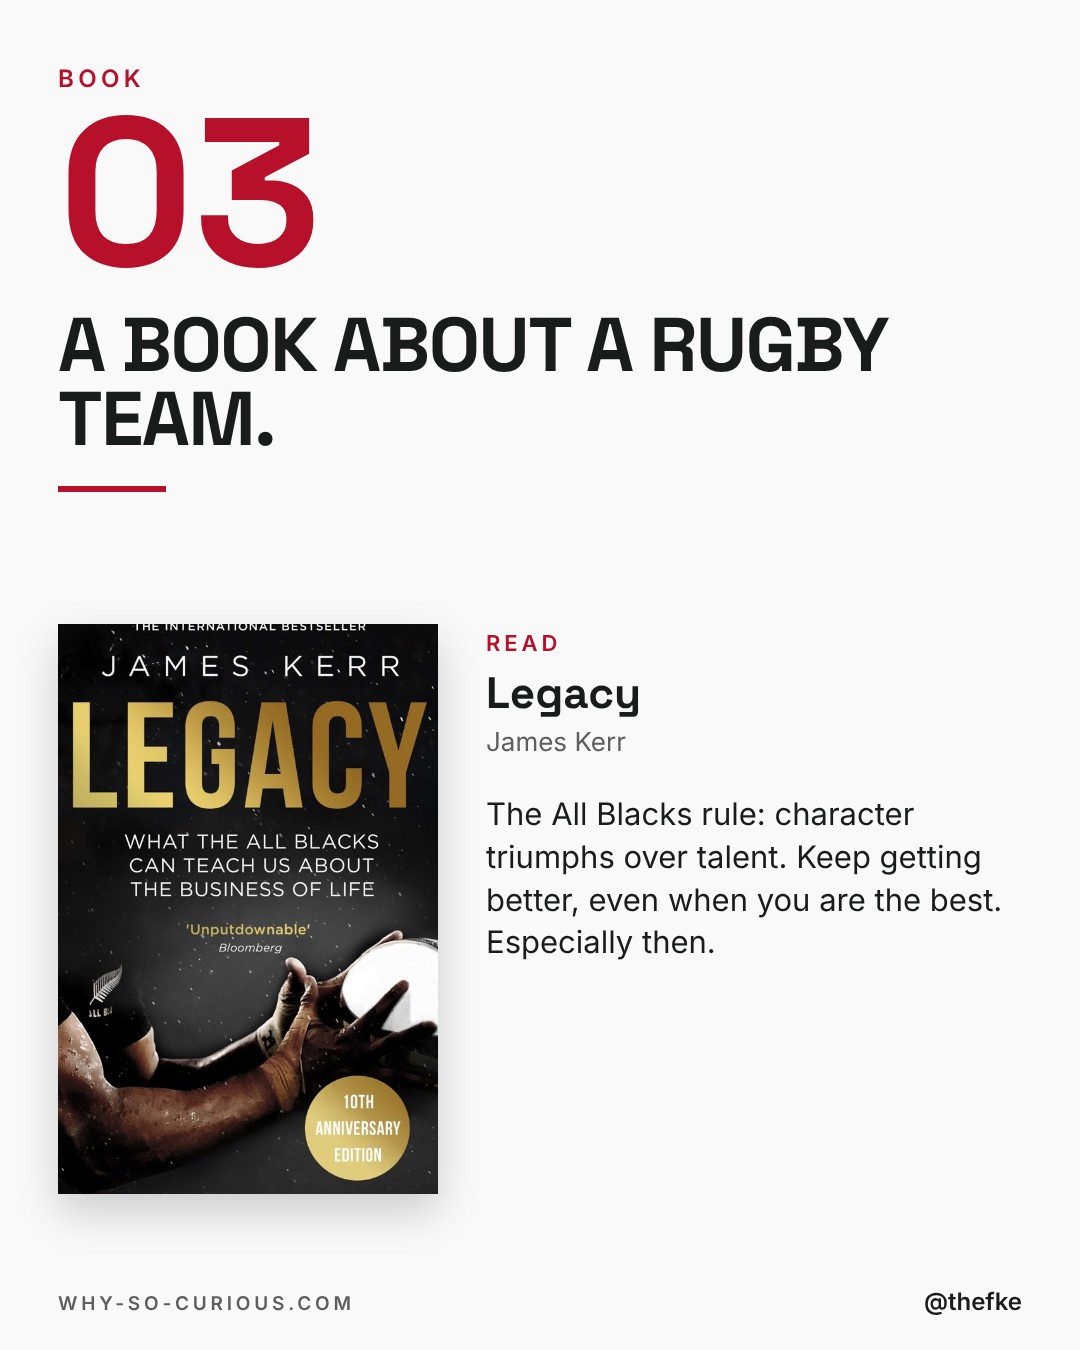 BOOK
03
A BOOK ABOUT A RUGBY
TEAM.
THE INTERNATIONAL BESTSELLER
JAMES KERR
LEGACY
WHAT THE ALL BLACKS
CAN TEACH US ABOUT
THE BUSINESS OF LIFE
'Unputdownable'
Bloomberg
10TH
ANNIVERSARY
EDITION
READ
Legacy
James Kerr
The All Blacks rule: character
triumphs over talent. Keep getting
better, even when you are the best.
Especially then.
WHY-SO-CURIOUS.COM
@thefke